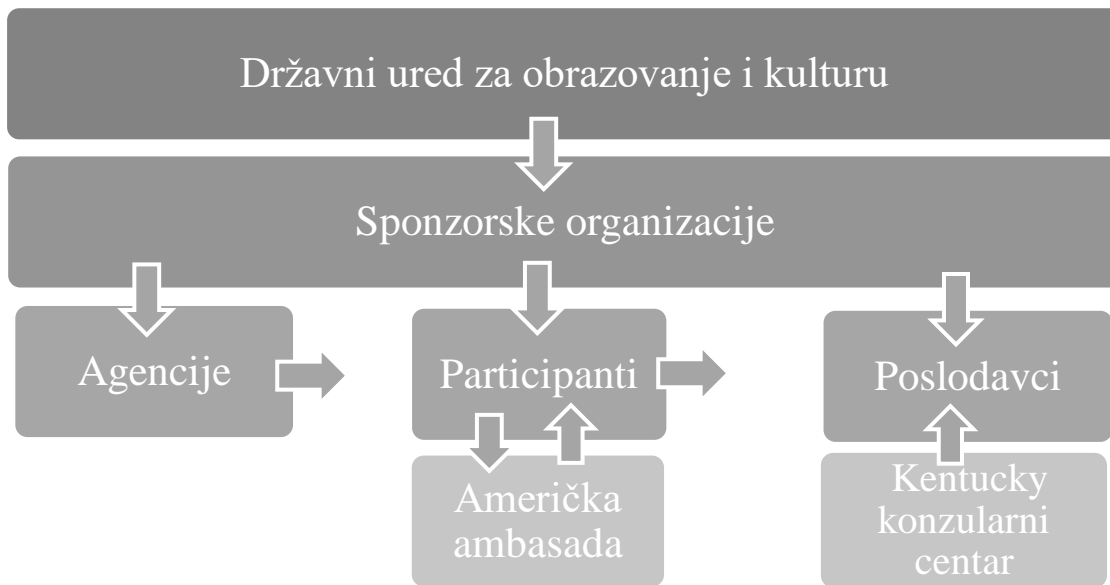 Državni ured za obrazovanje i kulturu
Sponzorske organizacije
Agencije
Participanti
Poslodavci
Američka
ambasada
Kentucky
konzularni
centar